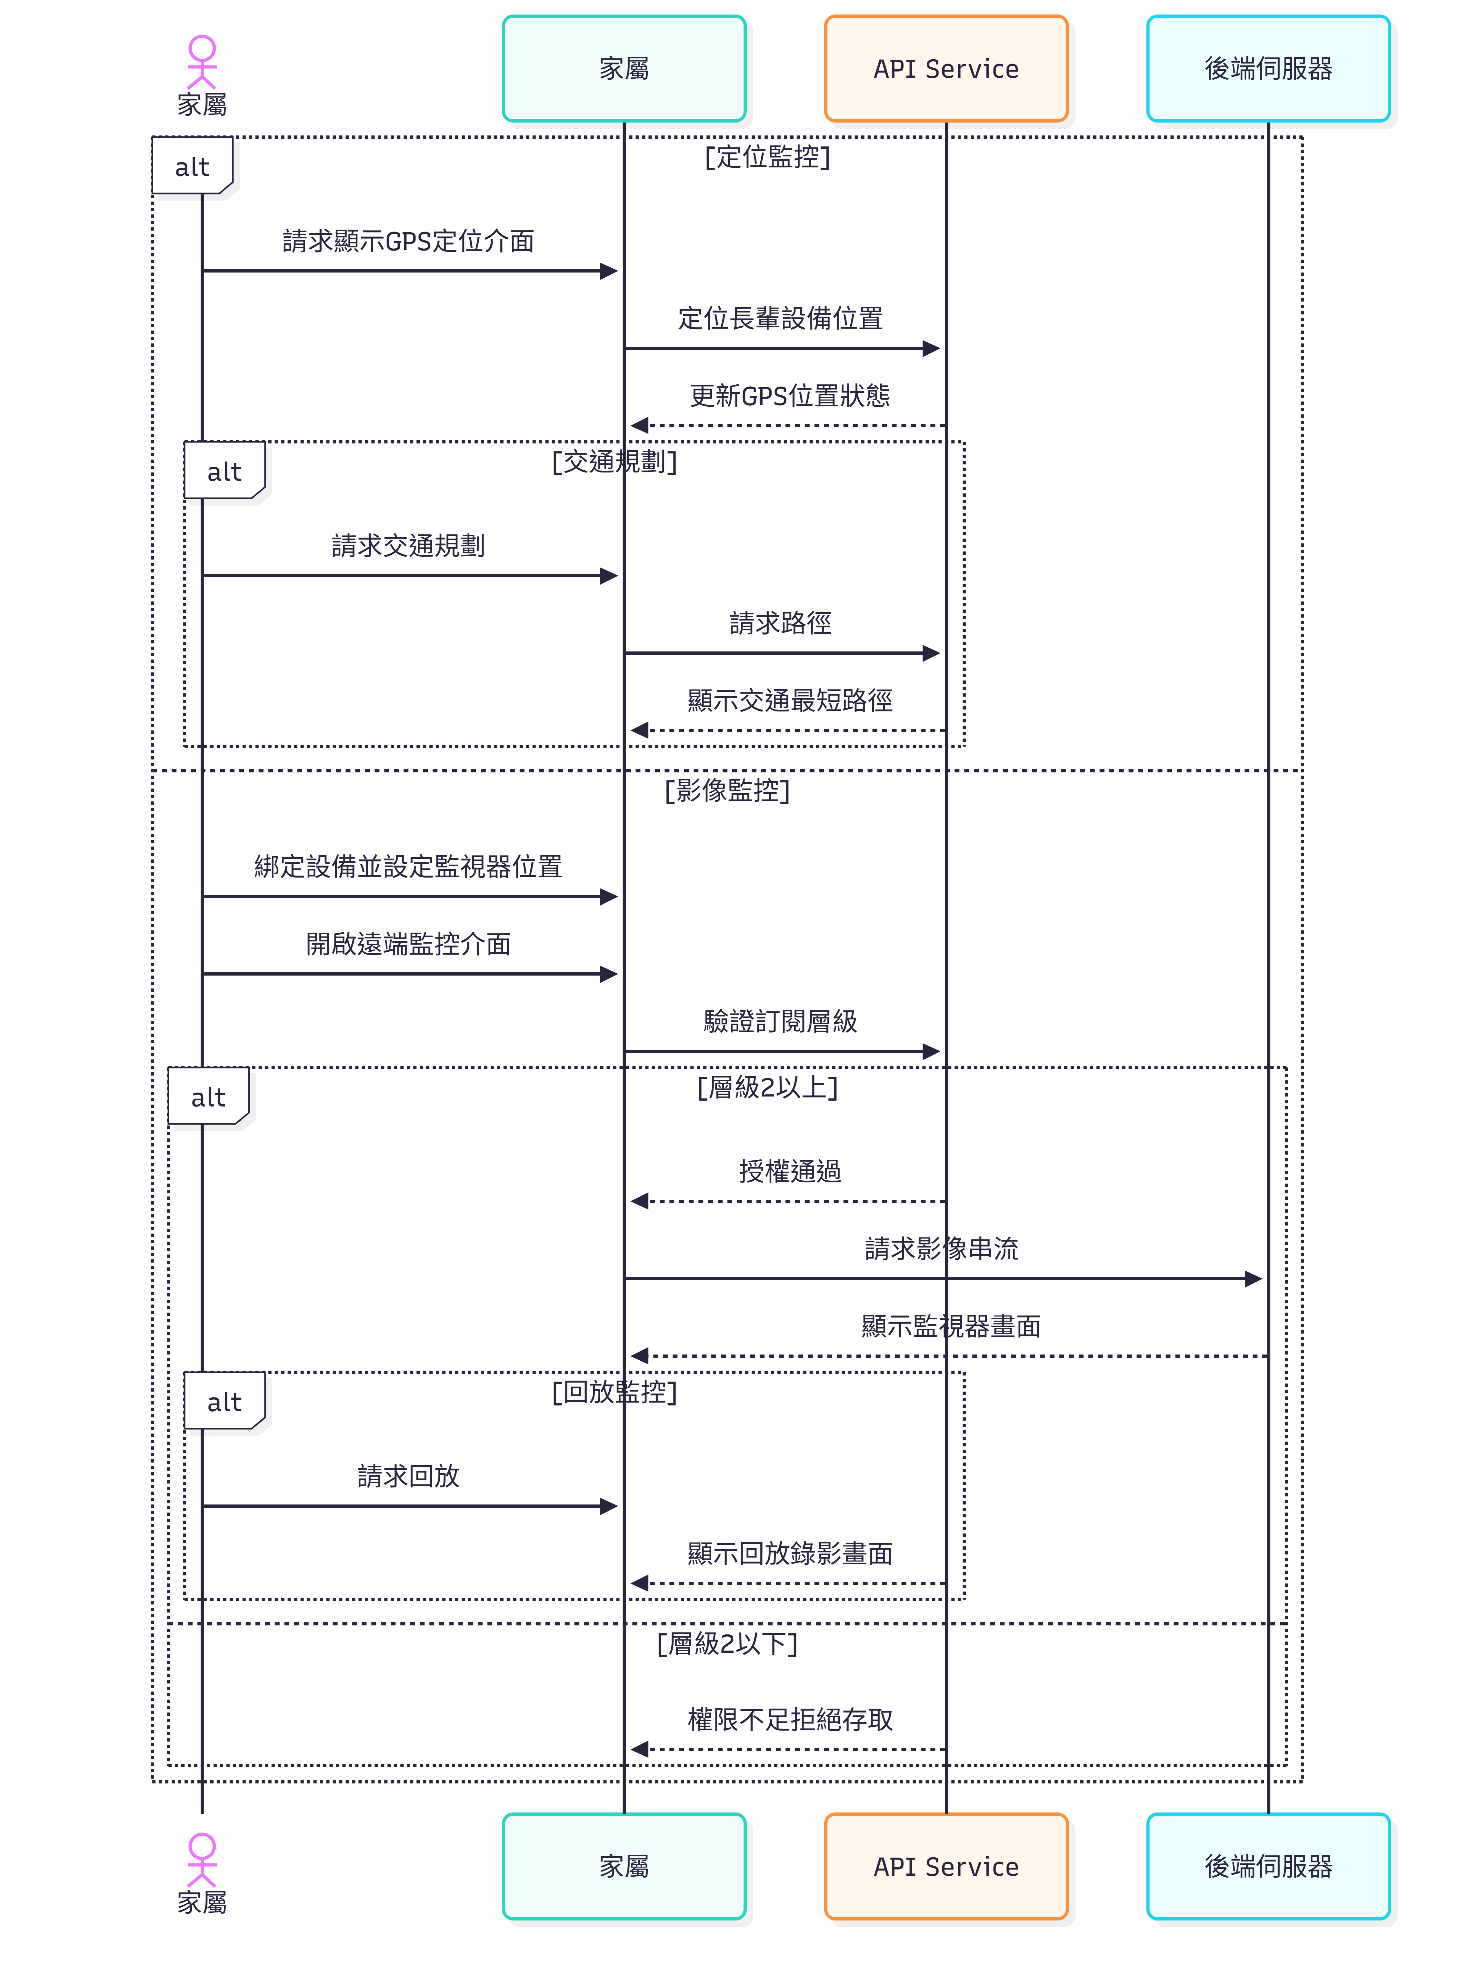 家屬
家屬
API Service
後端伺服器
alt
[定位監控]
請求顯示GPS定位介面
定位長輩設備位置
更新GPS位置狀態
alt
[交通規劃]
請求交通規劃
請求路徑
顯示交通最短路徑
[影像監控]
綁定設備並設定監視器位置
開啟遠端監控介面
驗證訂閱層級
alt
[層級2以上]
授權通過
請求影像串流
顯示監視器畫面
alt
[回放監控]
請求回放
顯示回放錄影畫面
[層級2以下]
權限不足拒絕存取
家屬
家屬
API Service
後端伺服器